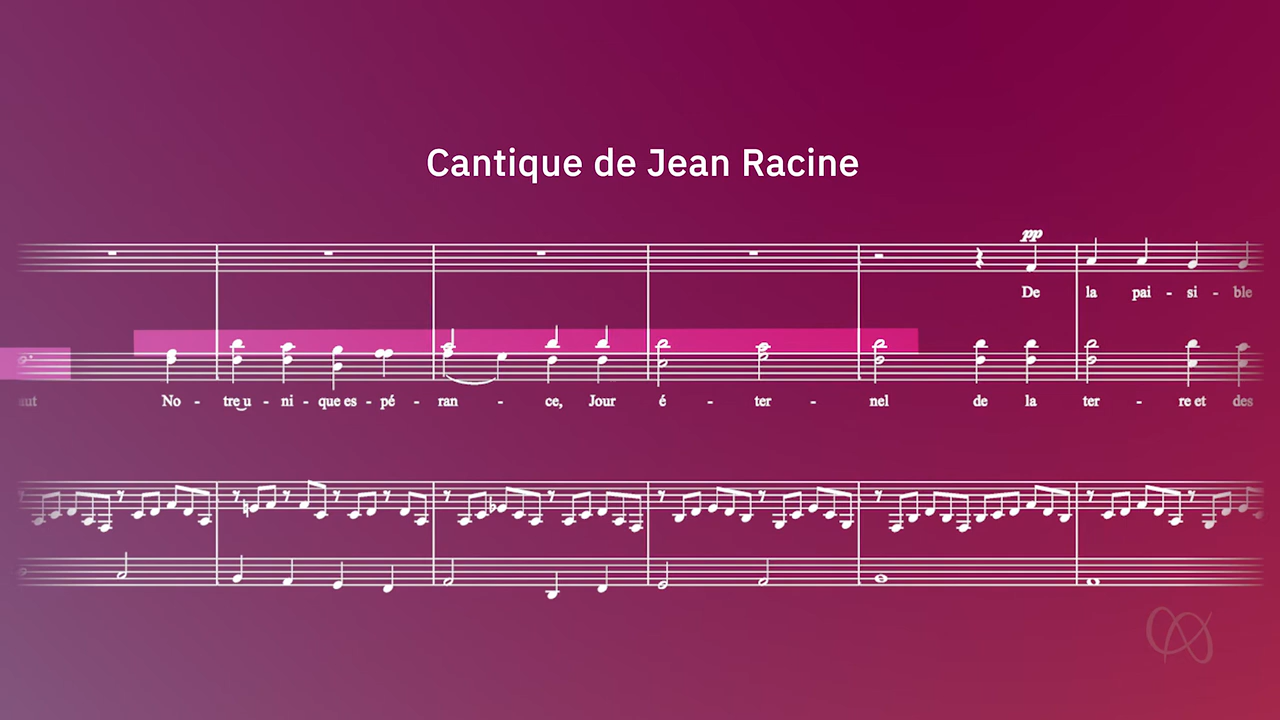 Cantique de Jean Racine
pp
De la pai - si - ble
No - tre‿u - ni - que es - pé - ran - ce, Jour é - ter - nel de la ter - re et des